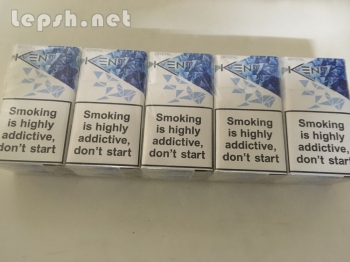 lepsh.net
KENT KENT KENT KENT KENT
Smoking
is highly
addictive,
don't start
Smoking
is highly
addictive,
don't start
Smoking
is highly
addictive,
don't start
Smoking
is highly
addictive,
don't start
Smoking
is highly
addictive,
don't start